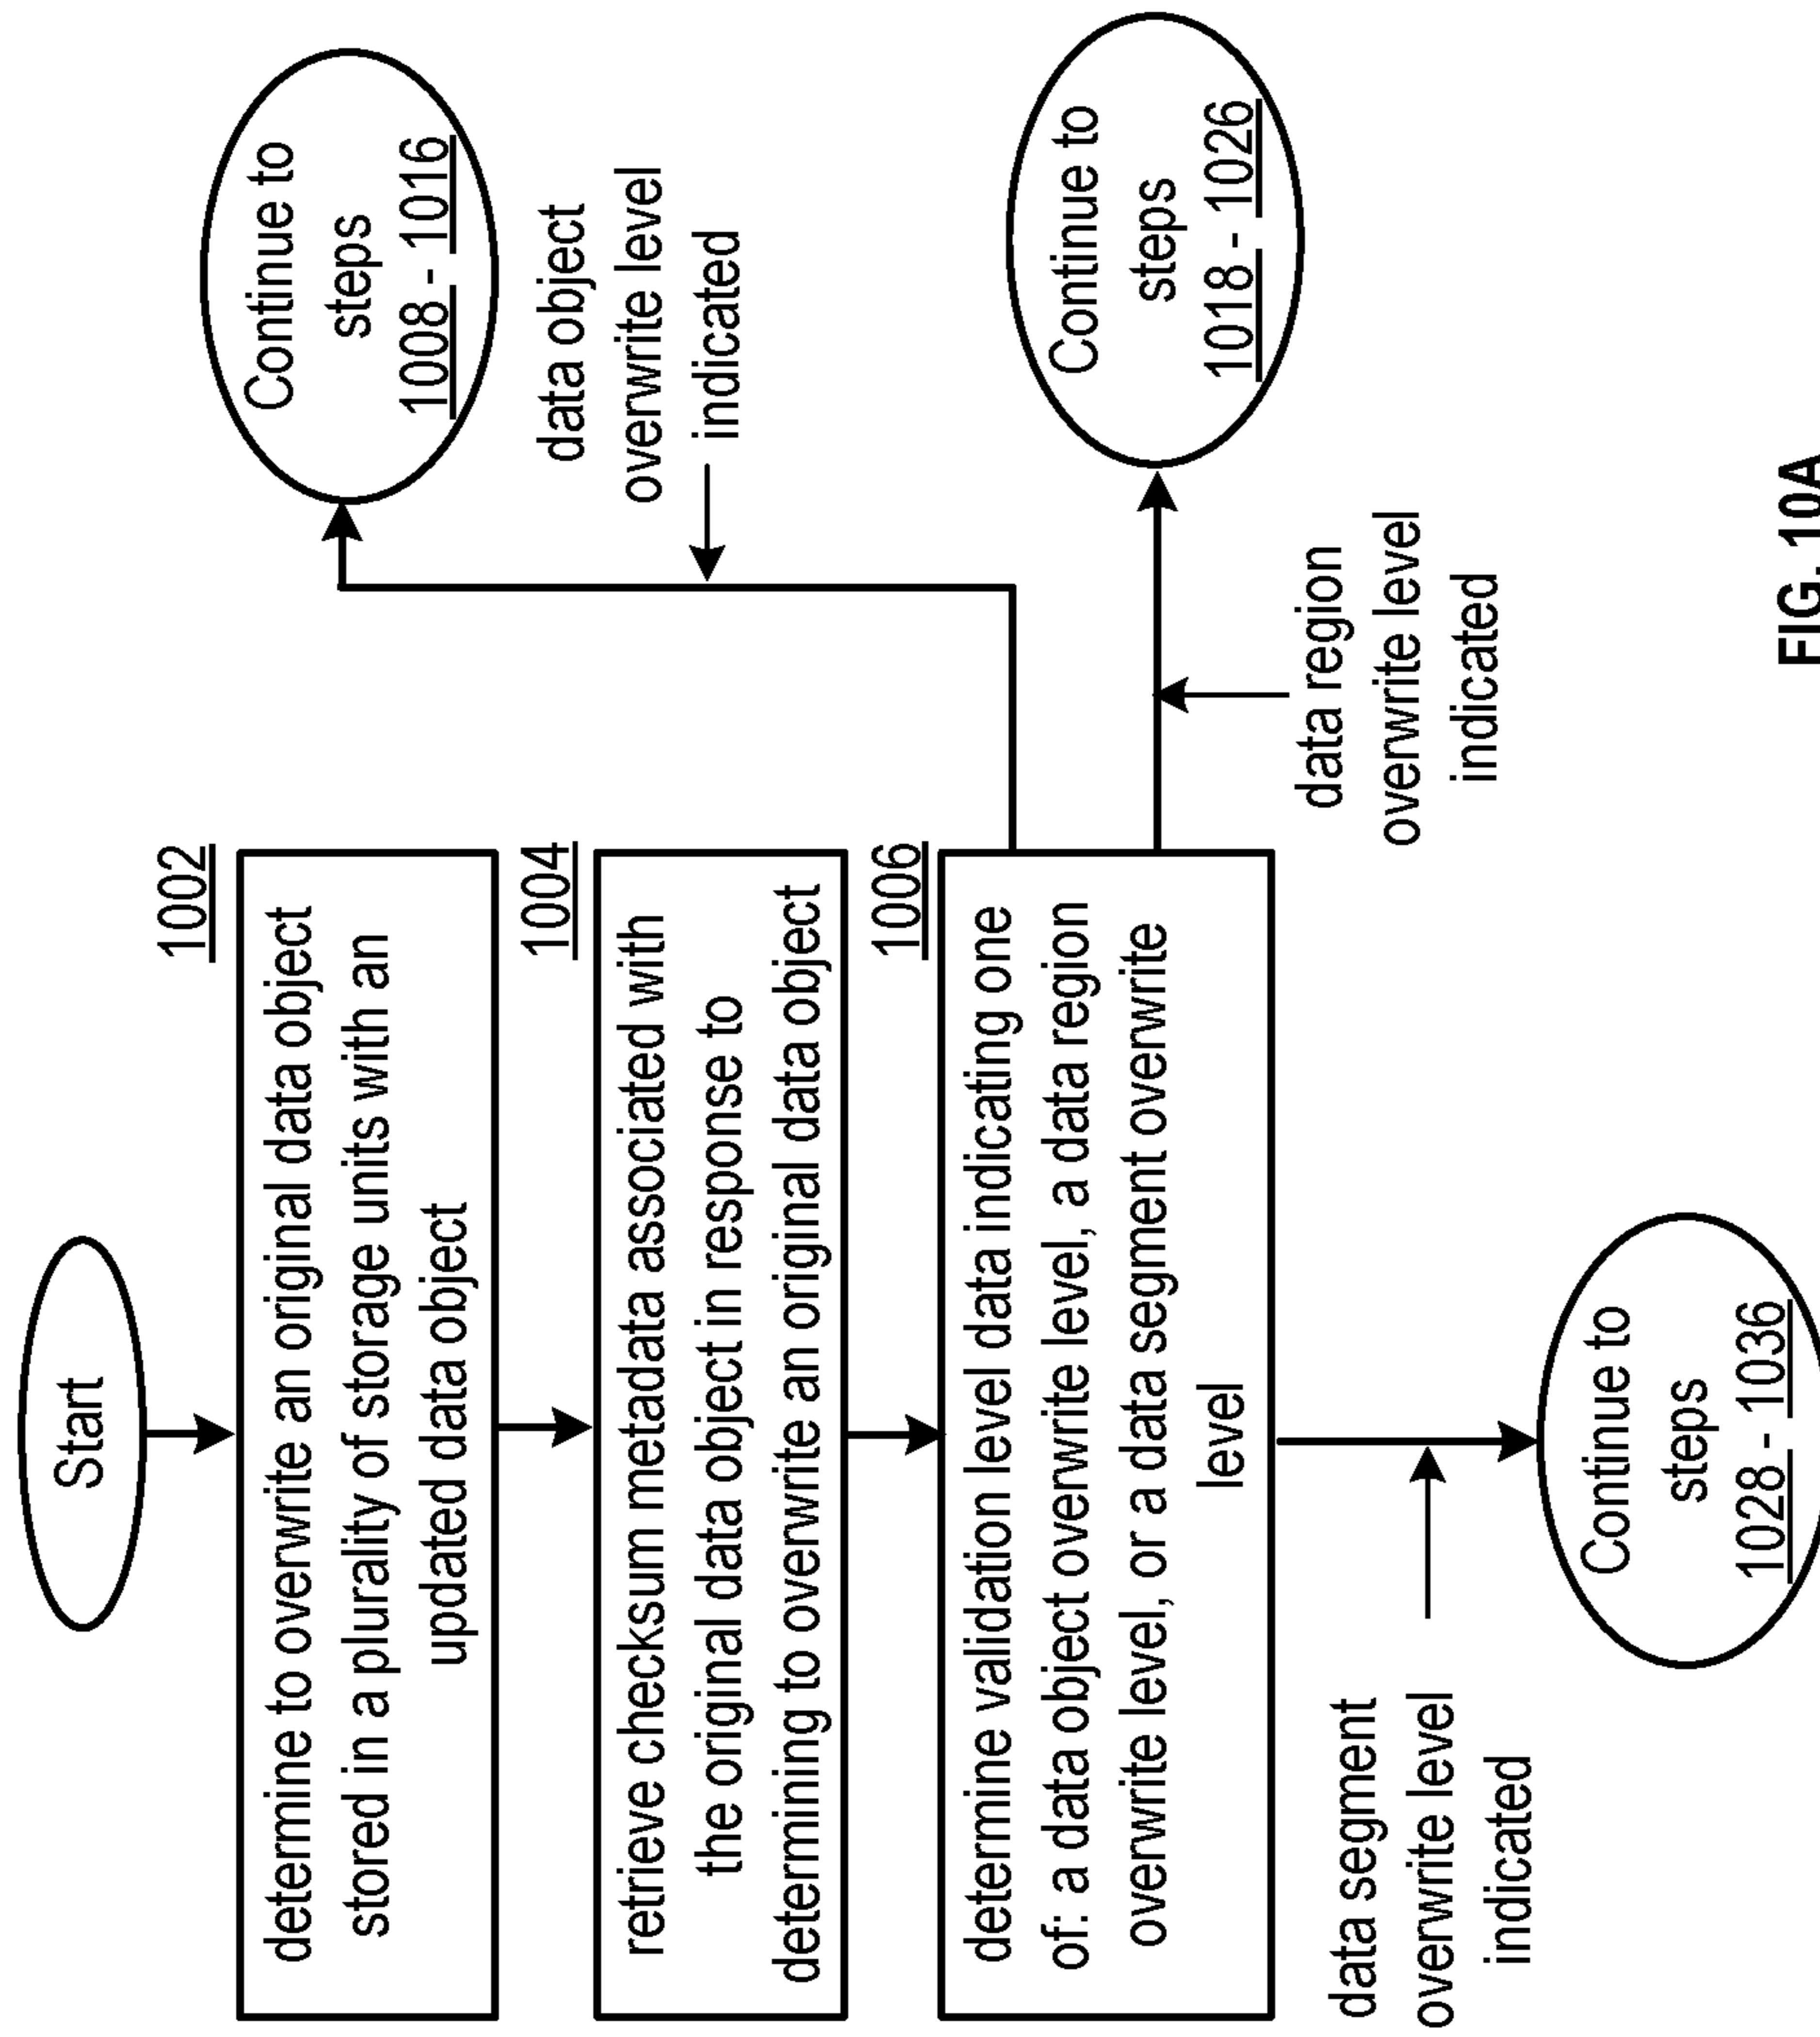 Start
1002
determine to overwrite an original data object
stored in a plurality of storage units with an
updated data object
1004
retrieve checksum metadata associated with
the original data object in response to
determining to overwrite an original data object
1006
determine validation level data indicating one
of: a data object overwrite level, a data region
overwrite level, or a data segment overwrite
level
Continue to
steps
1008 - 1016
data object
overwrite level
indicated
Continue to
steps
1018 - 1026
data region
overwrite level
indicated
data segment
overwrite level
indicated
Continue to
steps
1028 - 1036
FIG. 10A